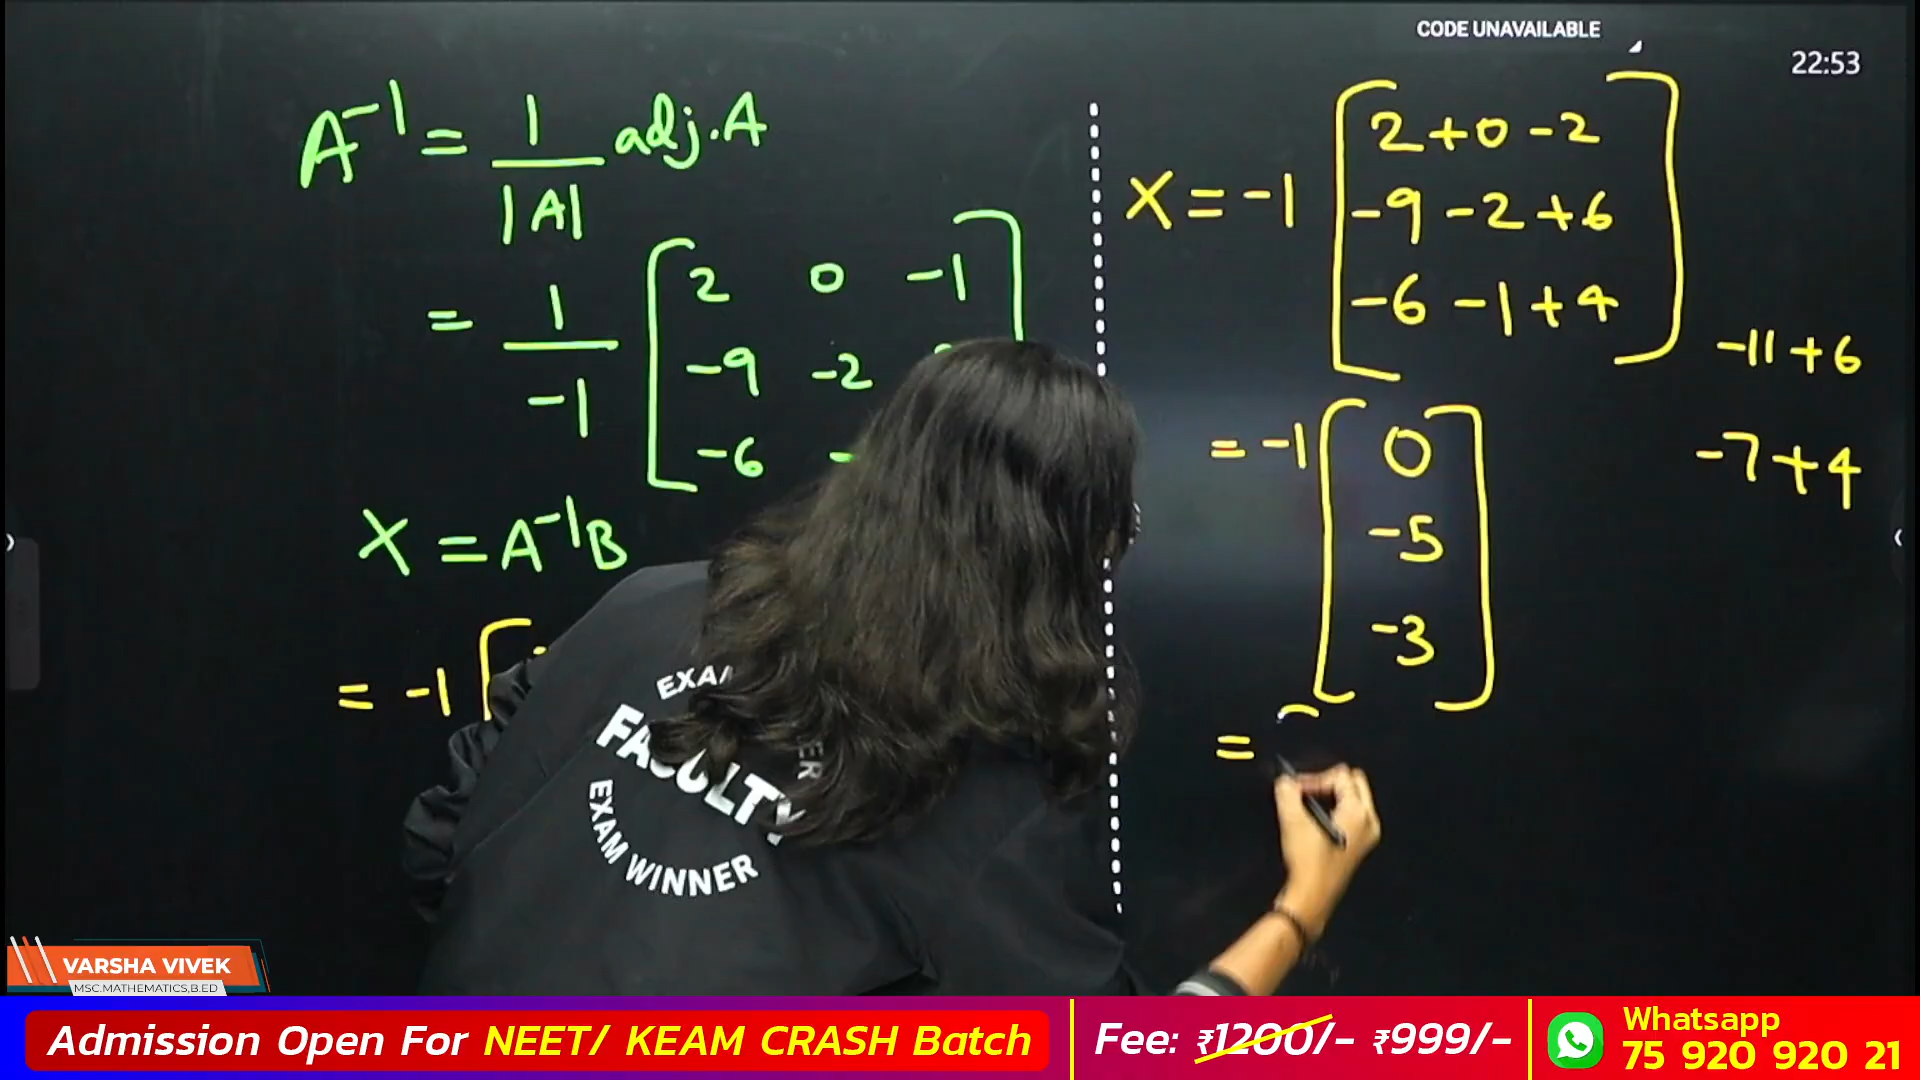 CODE UNAVAILABLE
22:53
A⁻¹ = 1/|A| adj.A
= 1/-1 [2 0 -1
-9 -2
-6 -
X = A⁻¹B
= -1 [
X = -1 [2+0-2
-9-2+6
-6-1+4]
-11+6
-7+4
= -1 [0
-5
-3]
= [
EXAM
FACULTY
EXAM WINNER
VARSHA VIVEK
MSC.MATHEMATICS,B.ED
Admission Open For NEET/ KEAM CRASH Batch
Fee: ₹1200/- ₹999/-
Whatsapp
75 920 920 21